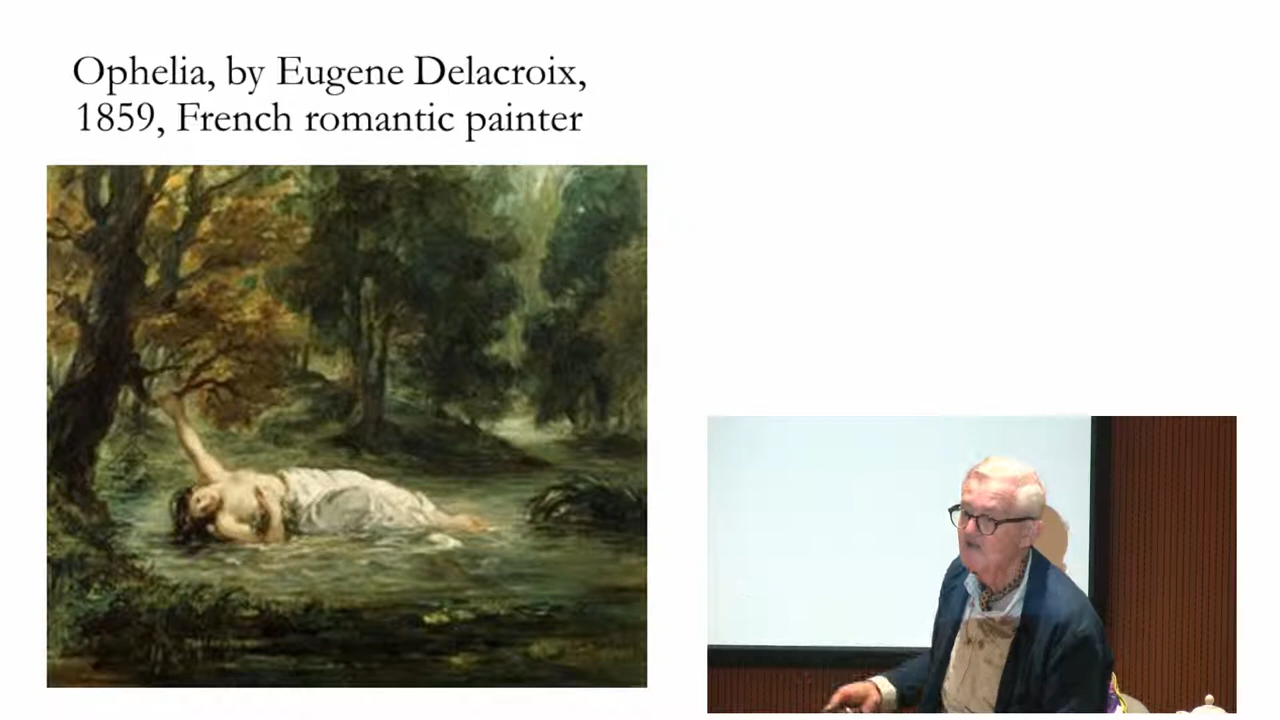 Ophelia, by Eugene Delacroix,
1859, French romantic painter